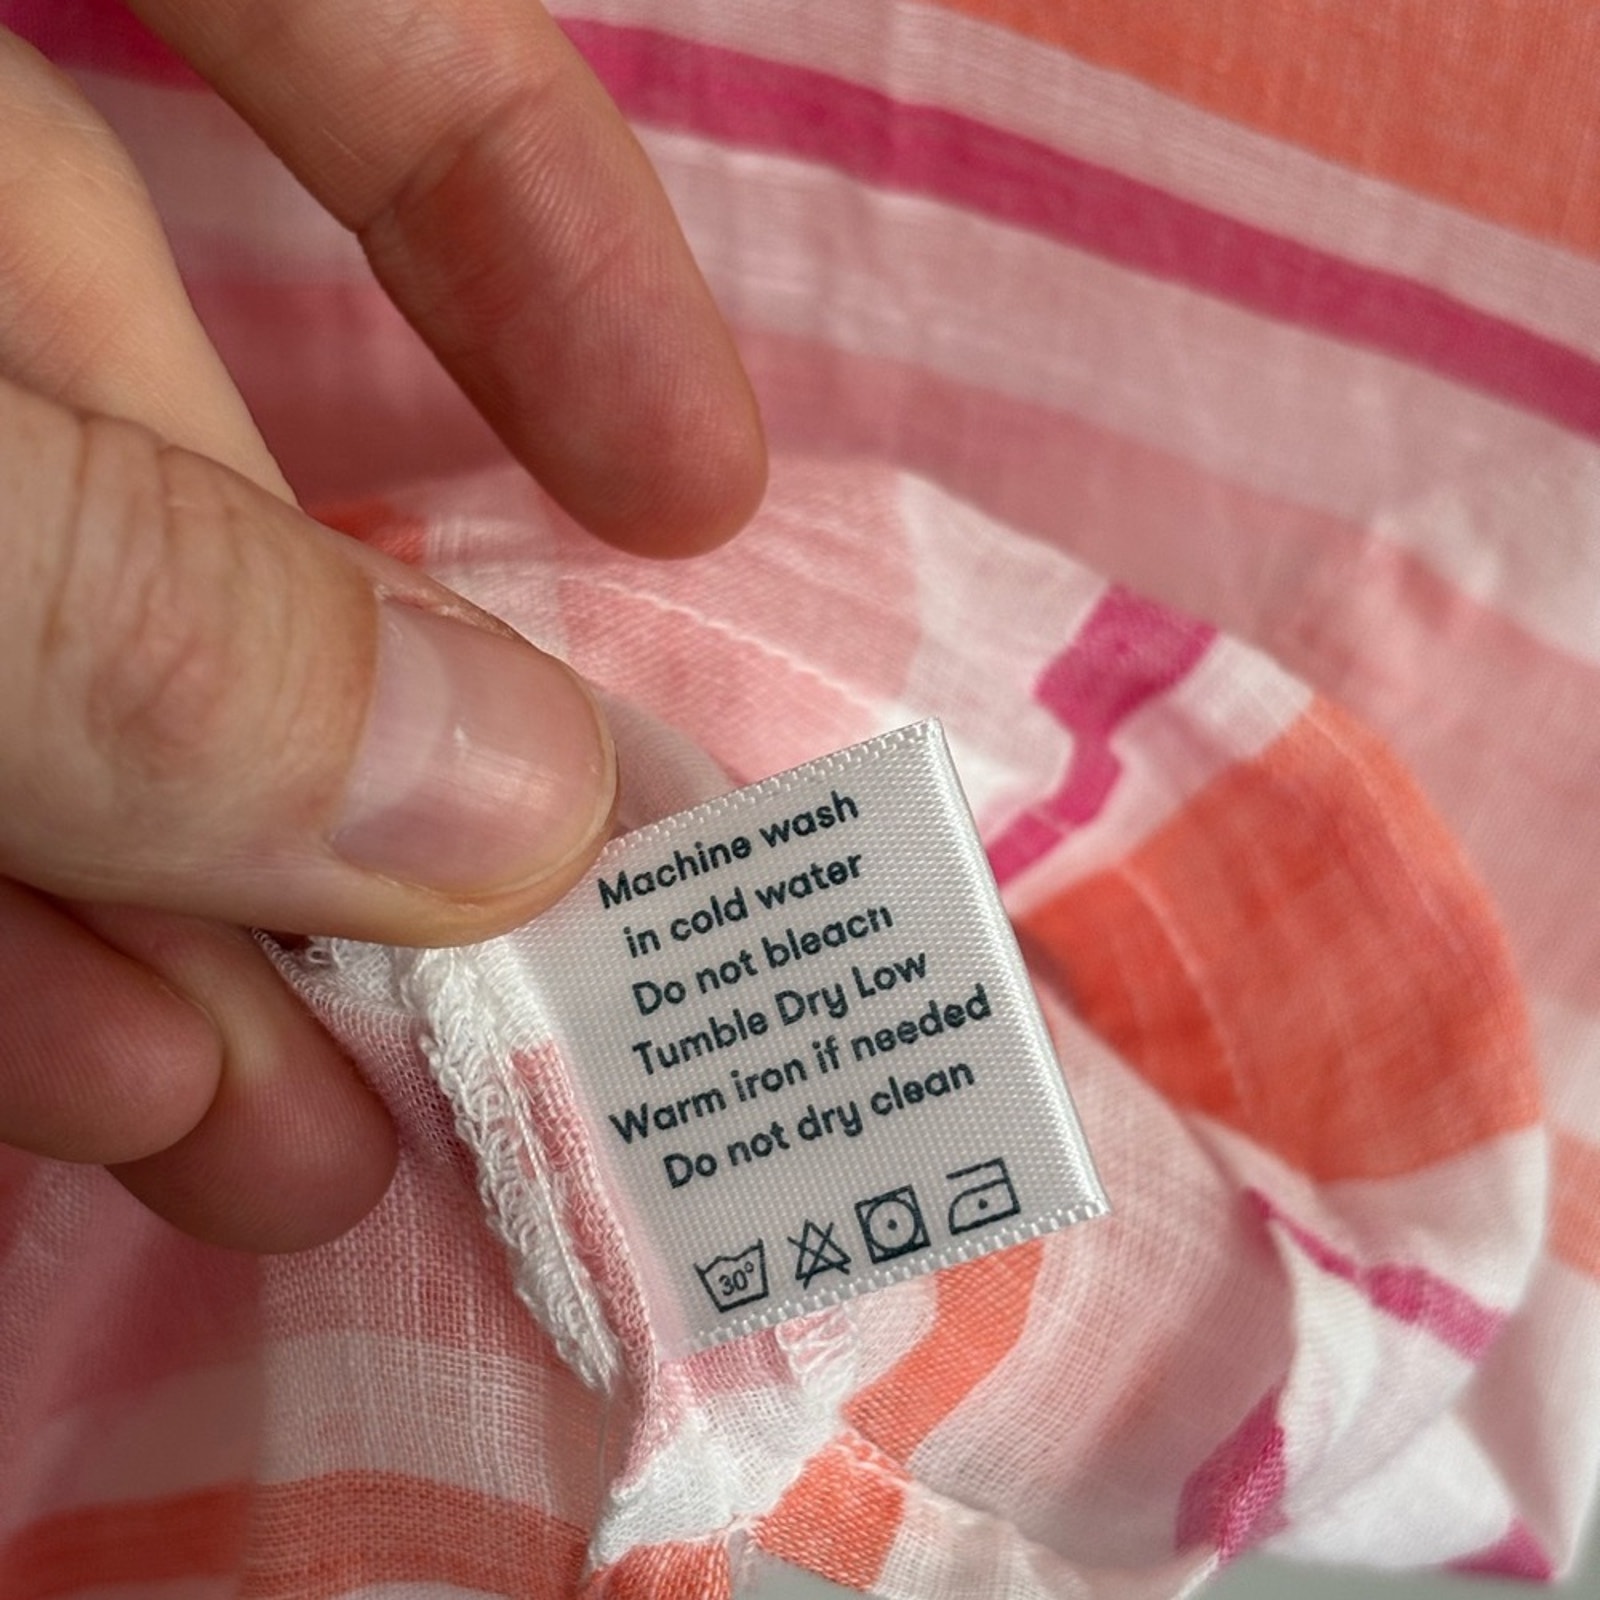 Machine wash
in cold water
Do not bleach
Tumble Dry Low
Warm iron if needed
Do not dry clean
30°